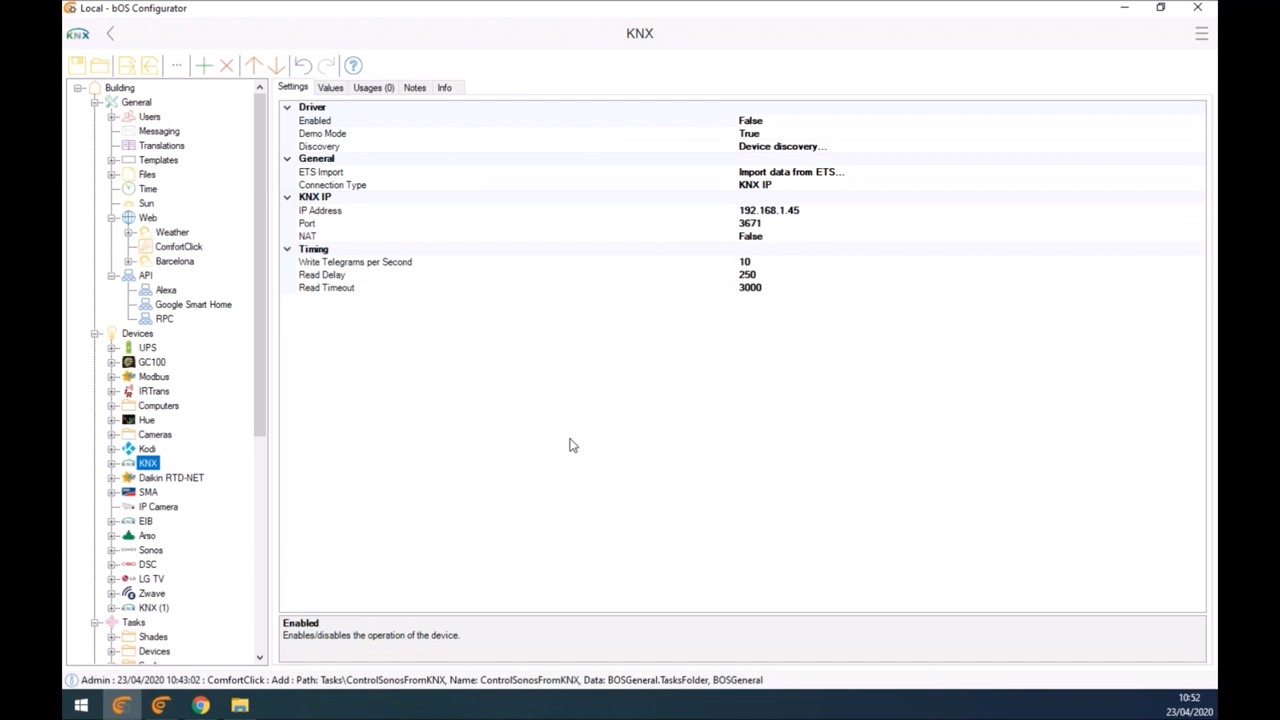 Local - bOS Configurator
KNX
KNX
Settings Values Usages (0) Notes Info
Building
General
Users
Messaging
Translations
Templates
Files
Time
Sun
Web
Weather
ComfortClick
Barcelona
API
Alexa
Google Smart Home
RPC
Devices
UPS
GC100
Modbus
IRTrans
Computers
Hue
Cameras
Kodi
KNX
Daikin RTD-NET
SMA
IP Camera
EIB
Arso
Sonos
DSC
LG TV
Zwave
KNX (1)
Tasks
Shades
Devices
Driver
Enabled False
Demo Mode True
Discovery Device discovery...
General
ETS Import Import data from ETS...
Connection Type KNX IP
KNX IP
IP Address 192.168.1.45
Port 3671
NAT False
Timing
Write Telegrams per Second 10
Read Delay 250
Read Timeout 3000
Enabled
Enables/disables the operation of the device.
Admin : 23/04/2020 10:43:02 : ComfortClick : Add : Path: Tasks\ControlSonosFromKNX, Name: ControlSonosFromKNX, Data: BOSGeneral.TasksFolder, BOSGeneral
10:52
23/04/2020